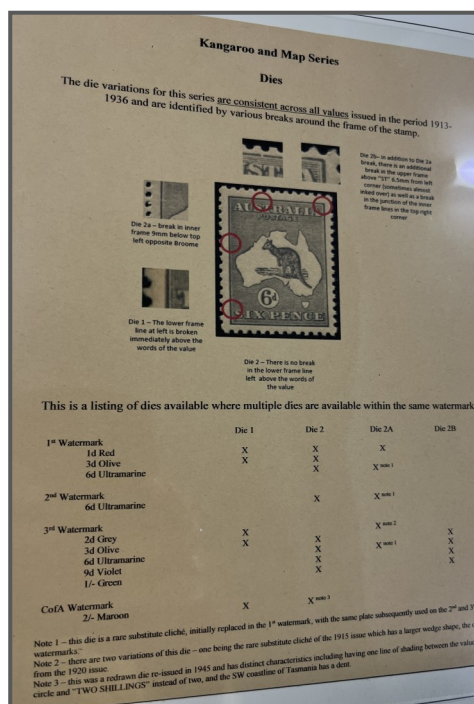 Kangaroo and Map Series
Dies
The die variations for this series are consistent across all values issued in the period 1913-
1936 and are identified by various breaks around the frame of the stamp.
ST
Die 2b– in addition to Die 2a
break, there is an additional
break in the upper frame
above "ST" 6.5mm from left
corner (sometimes almost
inked over) as well as a break
in the junction of the inner
frame lines in the top right
corner
Die 2a – break in inner
frame 9mm below top
left opposite Broome
AUSTRALIA
POSTAGE
6d
SIX PENCE
Die 1 – The lower frame
line at left is broken
immediately above the
words of the value
Die 2 – There is no break
in the lower frame line
left above the words of
the value
This is a listing of dies available where multiple dies are available within the same watermark
Die 1 Die 2 Die 2A Die 2B
1st Watermark
1d Red X X X
3d Olive X X
6d Ultramarine X X note 1
2nd Watermark
6d Ultramarine X X note 1
3rd Watermark
2d Grey X X note 2
3d Olive X X X
6d Ultramarine X X note 1 X
9d Violet X X
1/- Green X X
CofA Watermark
2/- Maroon X X note 3
Note 1 – this die is a rare substitute cliché, initially replaced in the 1st watermark, with the same plate subsequently used on the 2nd and 3
watermarks.
Note 2 – there are two variations of this die – one being the rare substitute cliché of the 1915 issue which has a larger wedge shape, the
from the 1920 issue.
Note 3 – this was a redrawn die re-issued in 1945 and has distinct characteristics including having one line of shading between the value
circle and "TWO SHILLINGS" instead of two, and the SW coastline of Tasmania has a dent.